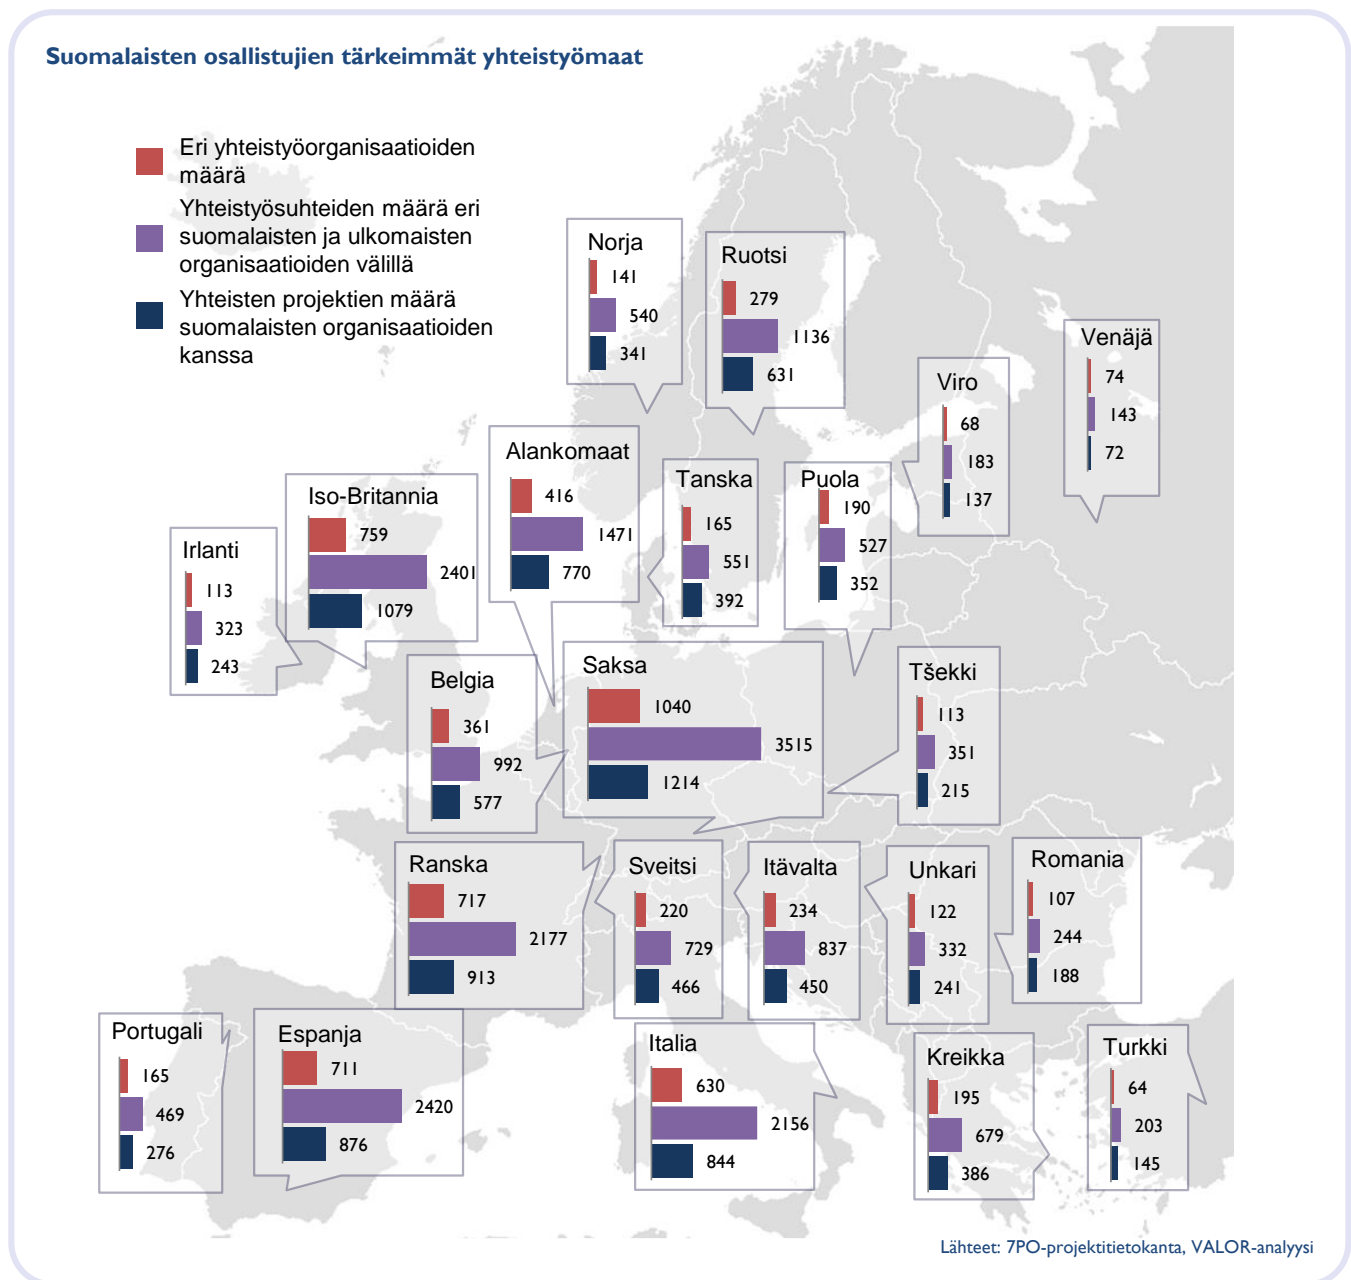 Suomalaisten osallistujien tärkeimmät yhteistyömaat
Eri yhteistyöorganisaatioiden
määrä
Yhteistyösuhteiden määrä eri
suomalaisten ja ulkomaisten
organisaatioiden välillä
Yhteisten projektien määrä
suomalaisten organisaatioiden
kanssa
Norja
141
540
341
Ruotsi
279
1136
631
Venäjä
74
143
72
Viro
68
183
137
Alankomaat
416
1471
770
Tanska
165
551
392
Puola
190
527
352
Iso-Britannia
759
2401
1079
Irlanti
113
323
243
Belgia
361
992
577
Saksa
1040
3515
1214
Tšekki
113
351
215
Ranska
717
2177
913
Sveitsi
220
729
466
Itävalta
234
837
450
Unkari
122
332
241
Romania
107
244
188
Portugali
165
469
276
Espanja
711
2420
876
Italia
630
2156
844
Kreikka
195
679
386
Turkki
64
203
145
Lähteet: 7PO-projektitietokanta, VALOR-analyysi